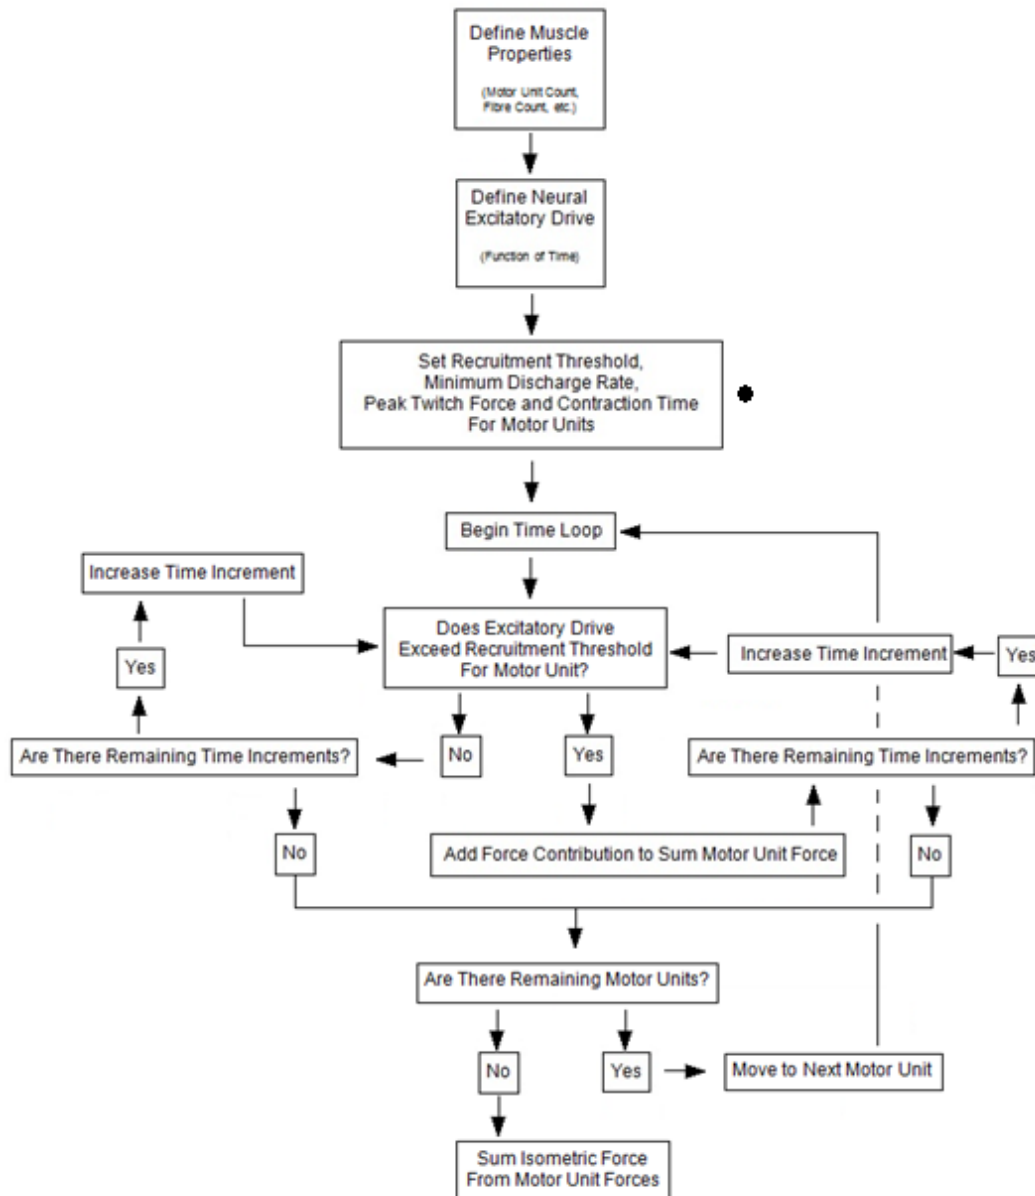 Define Muscle
Properties
(Motor Unit Count,
Fibre Count, etc.)
Define Neural
Excitatory Drive
(Function of Time)
Set Recruitment Threshold,
Minimum Discharge Rate,
Peak Twitch Force and Contraction Time
For Motor Units
Begin Time Loop
Increase Time Increment
Does Excitatory Drive
Exceed Recruitment Threshold
For Motor Unit?
Increase Time Increment
Yes
Yes
Are There Remaining Time Increments?
No
Yes
Are There Remaining Time Increments?
No
Add Force Contribution to Sum Motor Unit Force
No
Are There Remaining Motor Units?
No
Yes
Move to Next Motor Unit
Sum Isometric Force
From Motor Unit Forces